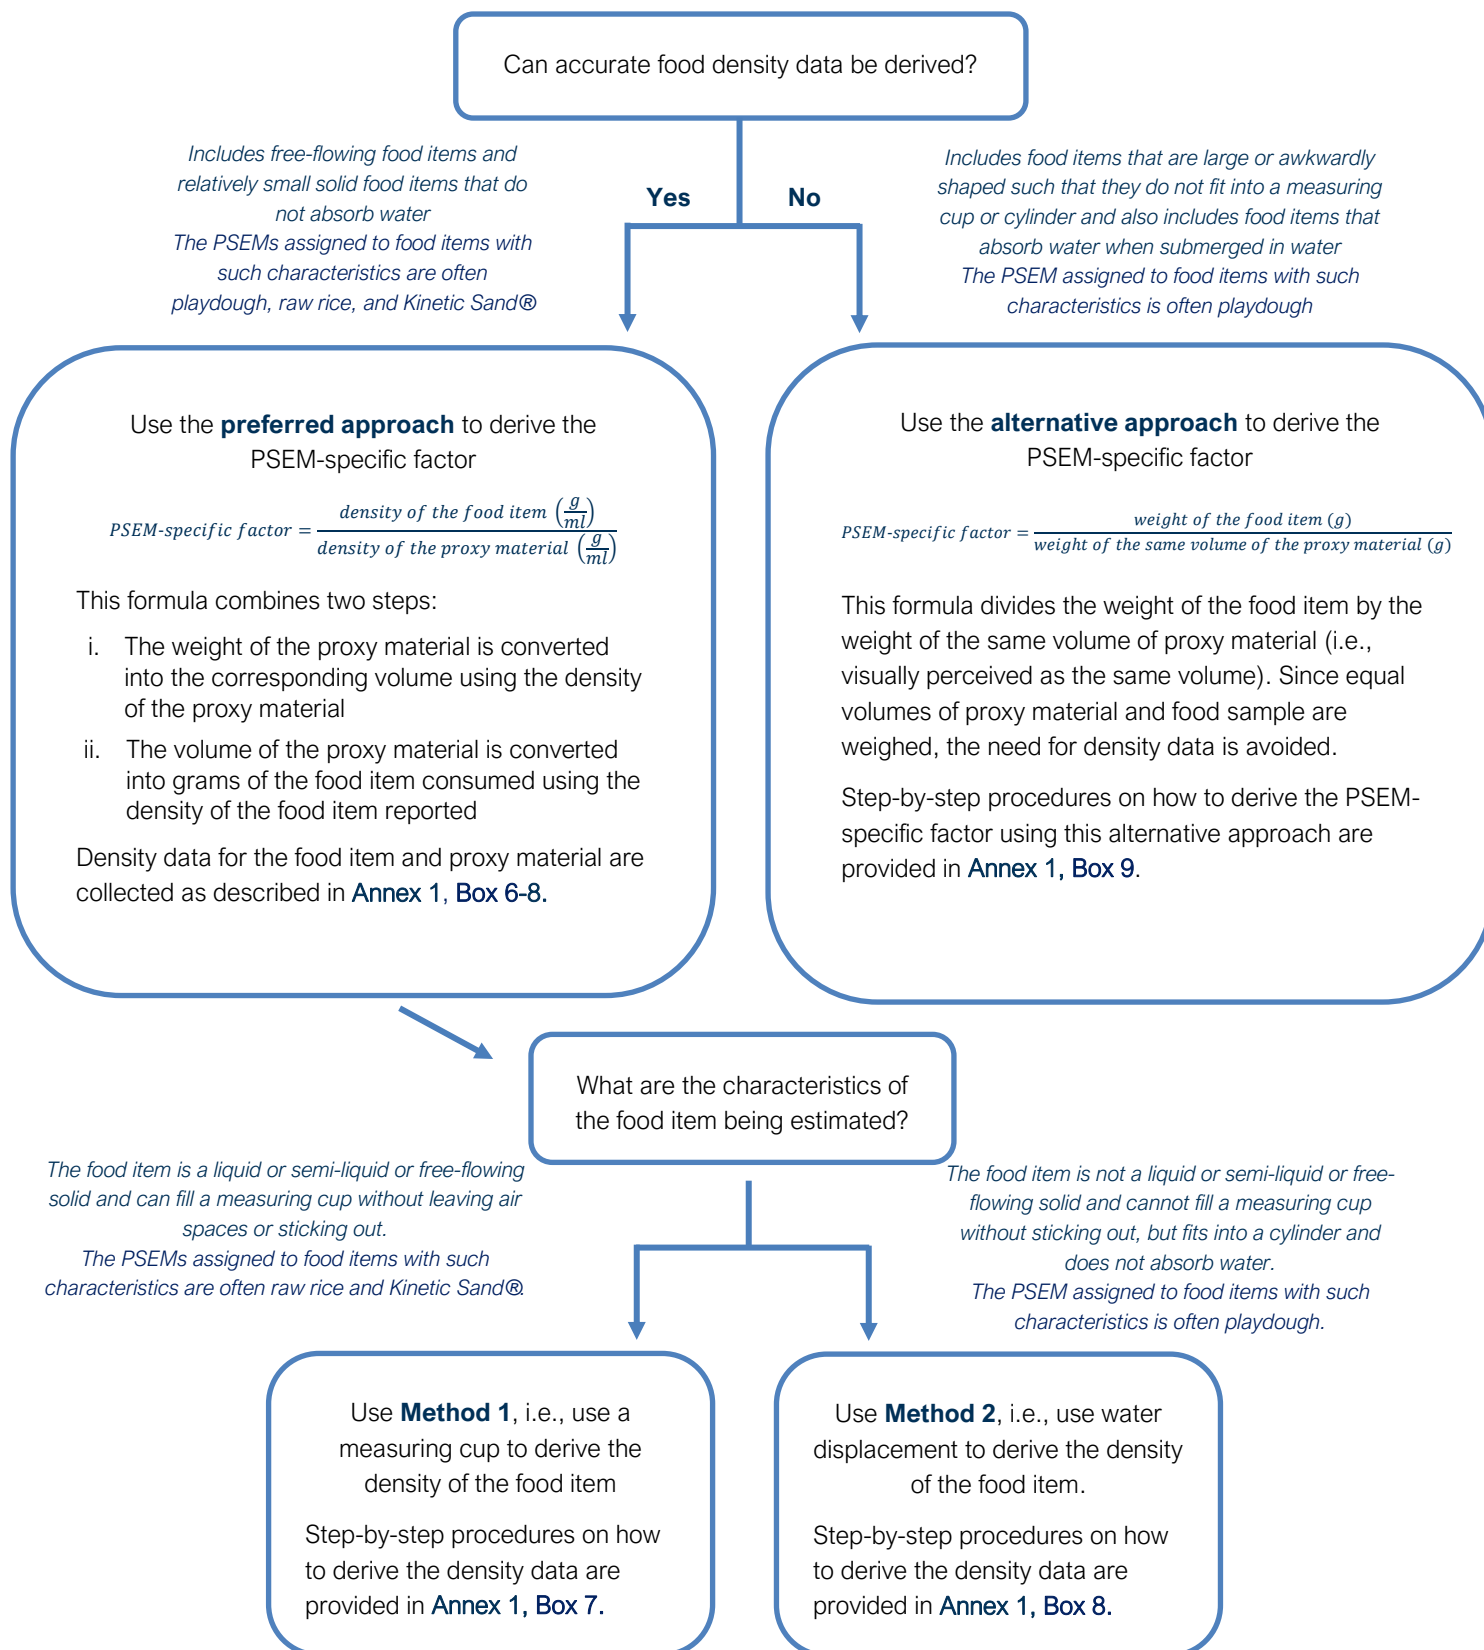 Can accurate food density data be derived?
Includes free-flowing food items and
relatively small solid food items that do
not absorb water
The PSEMs assigned to food items with
such characteristics are often
playdough, raw rice, and Kinetic Sand®
Yes
No
Includes food items that are large or awkwardly
shaped such that they do not fit into a measuring
cup or cylinder and also includes food items that
absorb water when submerged in water
The PSEM assigned to food items with such
characteristics is often playdough
Use the preferred approach to derive the
PSEM-specific factor
PSEM-specific factor = density of the food item (g/ml) / density of the proxy material (g/ml)
This formula combines two steps:
i. The weight of the proxy material is converted
into the corresponding volume using the density
of the proxy material
ii. The volume of the proxy material is converted
into grams of the food item consumed using the
density of the food item reported
Density data for the food item and proxy material are
collected as described in Annex 1, Box 6-8.
Use the alternative approach to derive the
PSEM-specific factor
PSEM-specific factor = weight of the food item (g) / weight of the same volume of the proxy material (g)
This formula divides the weight of the food item by the
weight of the same volume of proxy material (i.e.,
visually perceived as the same volume). Since equal
volumes of proxy material and food sample are
weighed, the need for density data is avoided.
Step-by-step procedures on how to derive the PSEM-
specific factor using this alternative approach are
provided in Annex 1, Box 9.
What are the characteristics of
the food item being estimated?
The food item is a liquid or semi-liquid or free-flowing
solid and can fill a measuring cup without leaving air
spaces or sticking out.
The PSEMs assigned to food items with such
characteristics are often raw rice and Kinetic Sand®.
The food item is not a liquid or semi-liquid or free-
flowing solid and cannot fill a measuring cup
without sticking out, but fits into a cylinder and
does not absorb water.
The PSEM assigned to food items with such
characteristics is often playdough.
Use Method 1, i.e., use a
measuring cup to derive the
density of the food item
Step-by-step procedures on how
to derive the density data are
provided in Annex 1, Box 7.
Use Method 2, i.e., use water
displacement to derive the density
of the food item.
Step-by-step procedures on how
to derive the density data are
provided in Annex 1, Box 8.